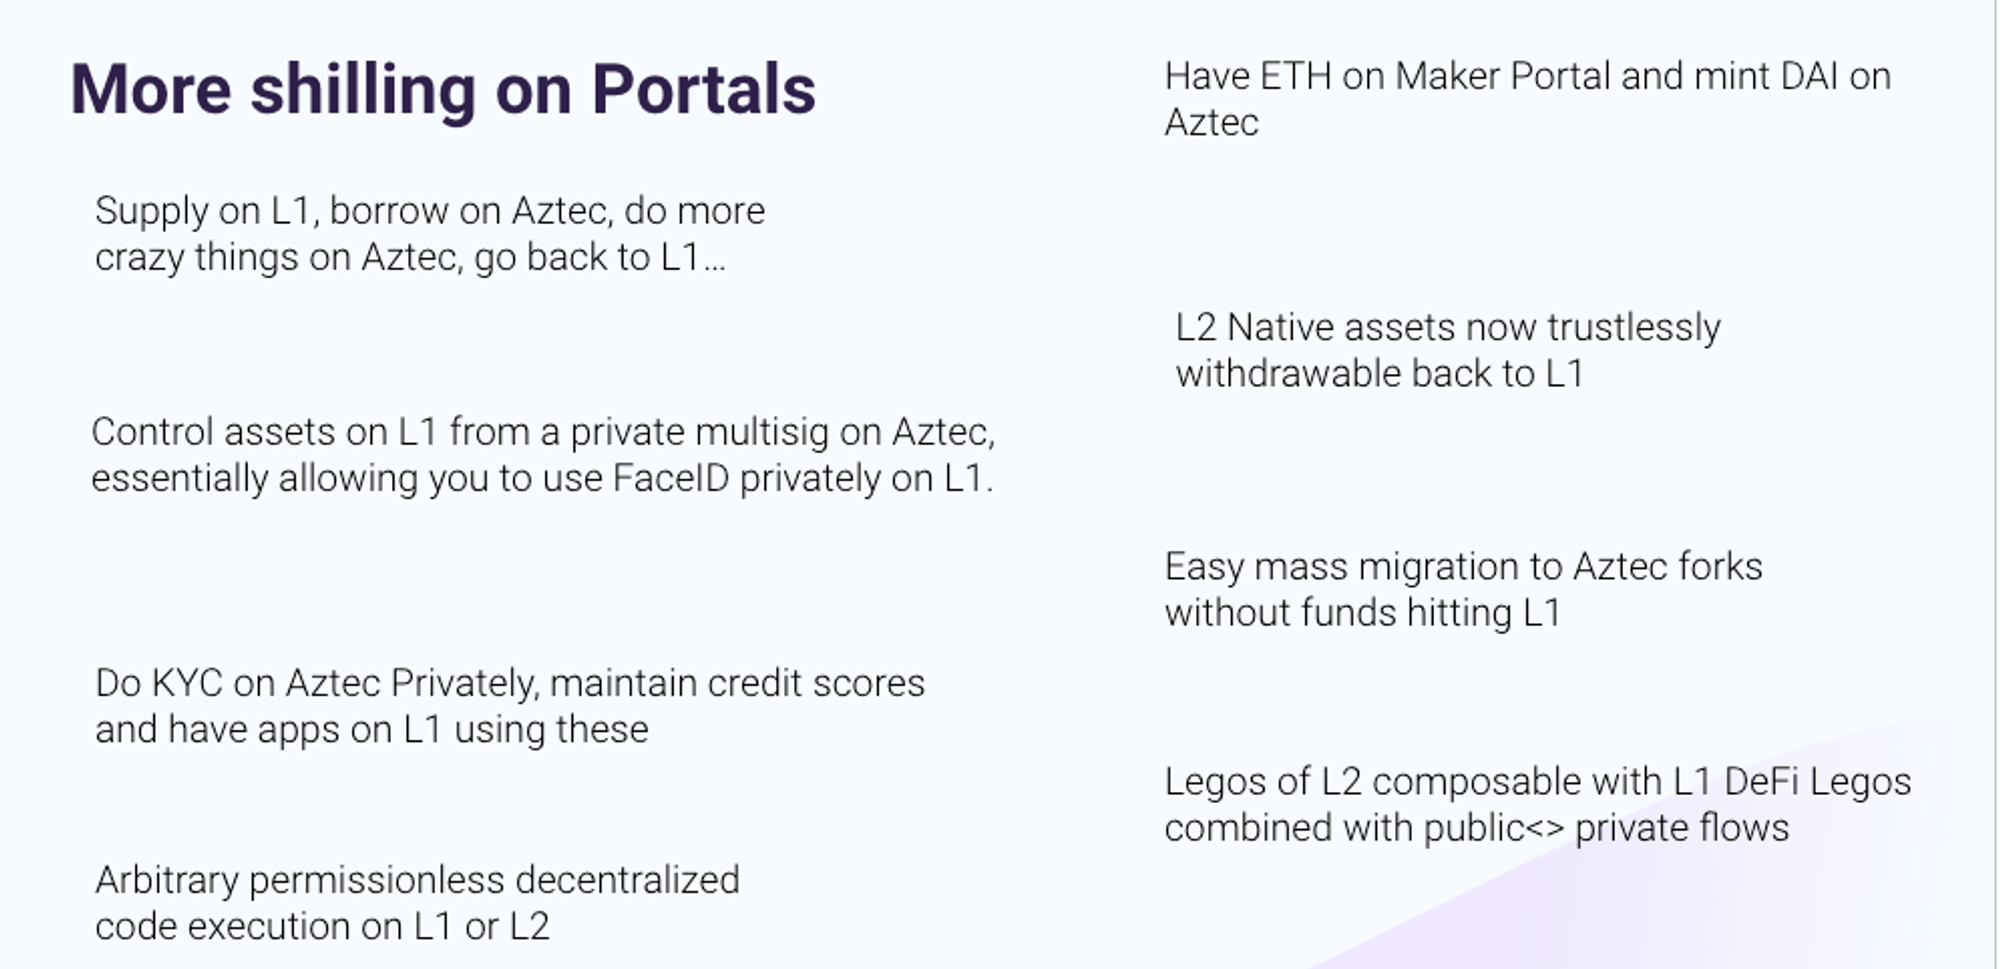 More shilling on Portals
Supply on L1, borrow on Aztec, do more
crazy things on Aztec, go back to L1...
Control assets on L1 from a private multisig on Aztec,
essentially allowing you to use FaceID privately on L1.
Do KYC on Aztec Privately, maintain credit scores
and have apps on L1 using these
Arbitrary permissionless decentralized
code execution on L1 or L2
Have ETH on Maker Portal and mint DAI on
Aztec
L2 Native assets now trustlessly
withdrawable back to L1
Easy mass migration to Aztec forks
without funds hitting L1
Legos of L2 composable with L1 DeFi Legos
combined with public<> private flows